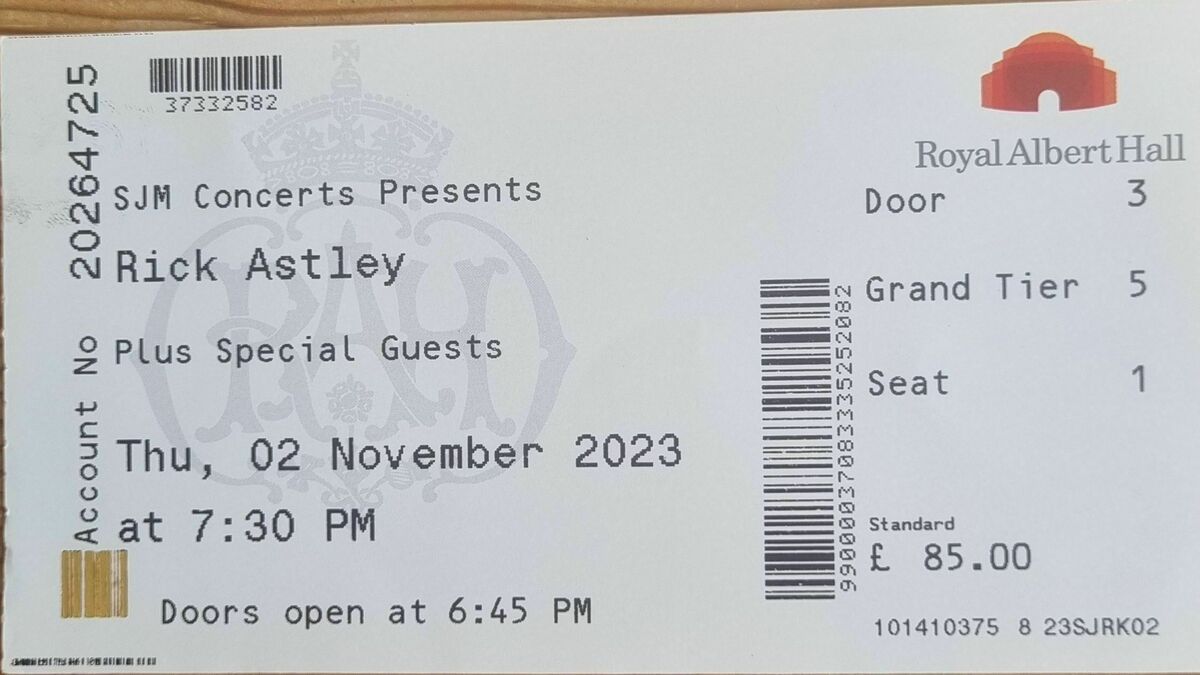 37332582
SJM Concerts Presents
Rick Astley
Plus Special Guests
Thu, 02 November 2023
at 7:30 PM
Doors open at 6:45 PM
Account No 20264725
Royal Albert Hall
Door 3
Grand Tier 5
Seat 1
Standard
£ 85.00
101410375 8 23SJRK02
99000037083335252082
RAH